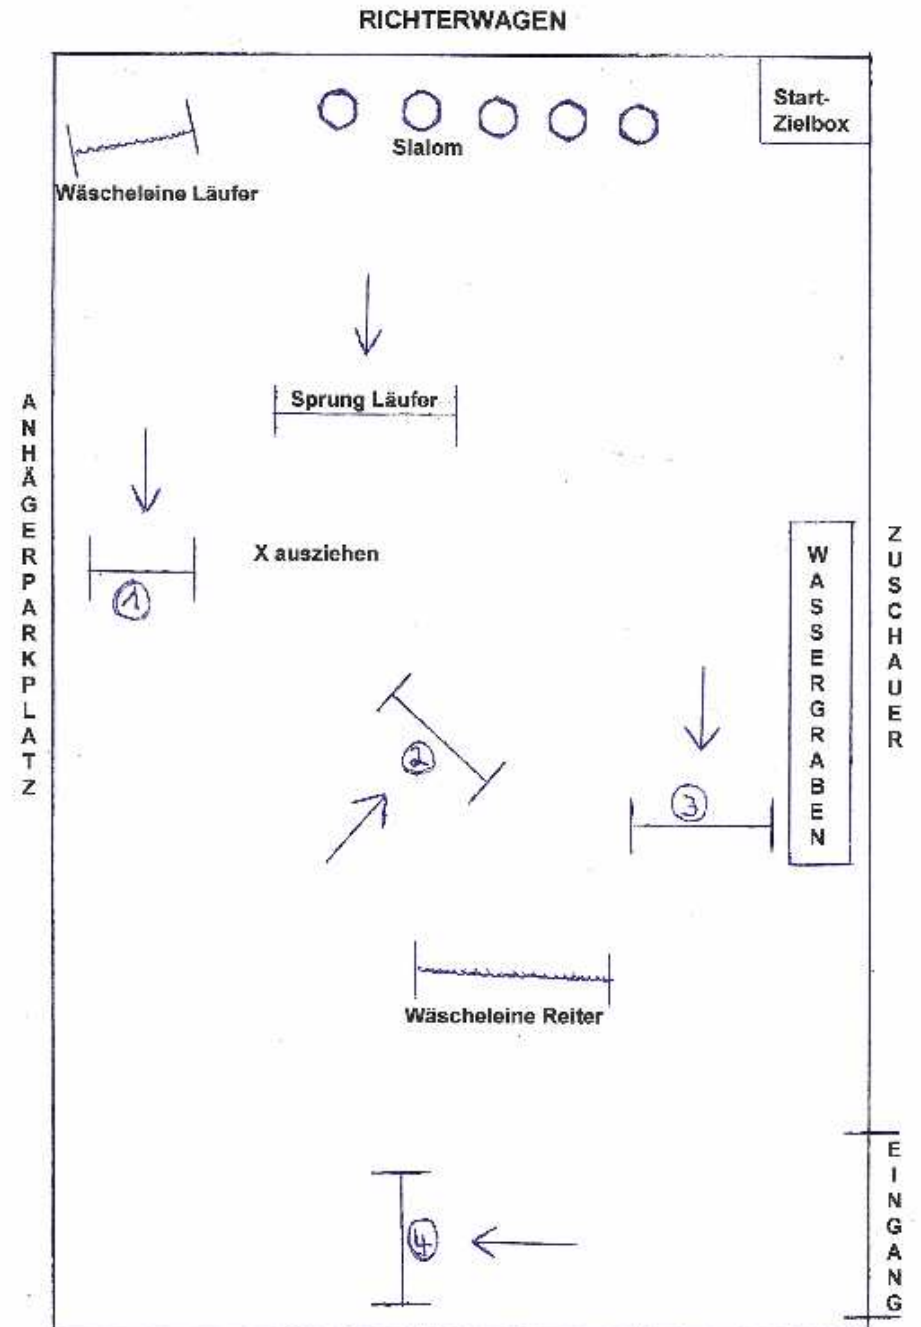 RICHTERWAGEN
Start-
Zielbox
Slalom
Wäscheleine Läufer
Sprung Läufer
ANHÄGERPARKPLATZ
X ausziehen
1
WASSERGRABEN
ZUSCHAUER
2
3
Wäscheleine Reiter
4
EINGANG